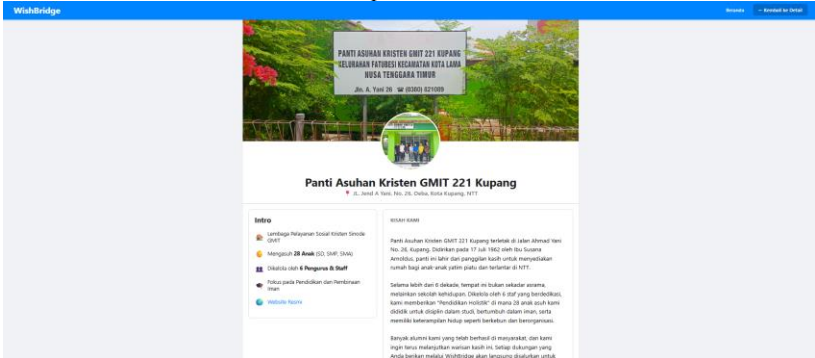 WishBridge
Beranda
← Kembali ke Detail
PANTI ASUHAN KRISTEN GMIT 221 KUPANG
KELURAHAN FATUBESI KECAMATAN KOTA LAMA
NUSA TENGGARA TIMUR
Jln. A. Yani 26 ☎ (0380) 821089
Panti Asuhan Kristen GMIT 221 Kupang
JL. Jend A Yani, No. 26, Oeba, Kota Kupang, NTT
Intro
Lembaga Pelayanan Sosial Kristen Sinode
GMIT
Mengasuh 28 Anak (SD, SMP, SMA)
Dikelola oleh 6 Pengurus & Staff
Fokus pada Pendidikan dan Pembinaan
Iman
Website Resmi
KISAH KAMI
Panti Asuhan Kristen GMIT 221 Kupang terletak di Jalan Ahmad Yani
No. 26, Kupang. Didirikan pada 17 Juli 1962 oleh Ibu Susana
Arnoldus, panti ini lahir dari panggilan kasih untuk menyediakan
rumah bagi anak-anak yatim piatu dan terlantar di NTT.
Selama lebih dari 6 dekade, tempat ini bukan sekadar asrama,
melainkan sekolah kehidupan. Dikelola oleh 6 staf yang berdedikasi,
kami memberikan "Pendidikan Holistik" di mana 28 anak asuh kami
dididik untuk disiplin dalam studi, bertumbuh dalam iman, serta
memiliki keterampilan hidup seperti berkebun dan berorganisasi.
Banyak alumni kami yang telah berhasil di masyarakat, dan kami
ingin terus melanjutkan warisan kasih ini. Setiap dukungan yang
Anda berikan melalui WishBridge akan langsung disalurkan untuk